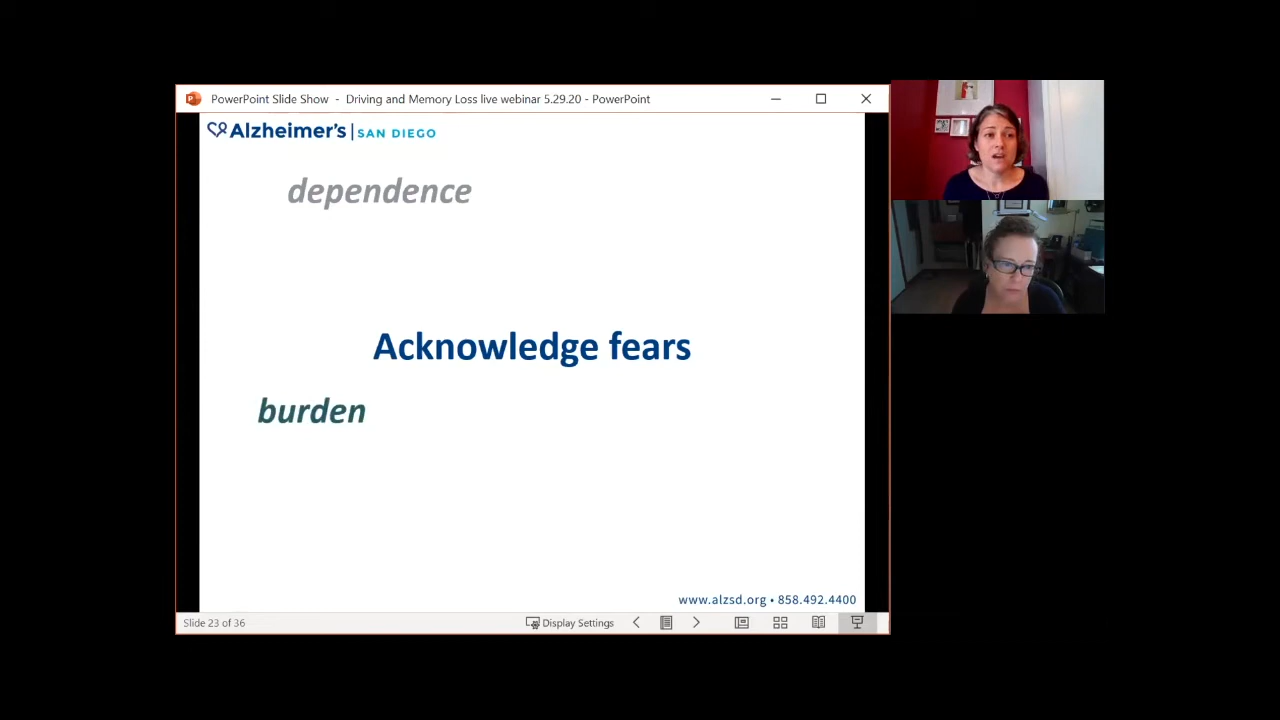 PowerPoint Slide Show - Driving and Memory Loss live webinar 5.29.20 - PowerPoint
Alzheimer's | SAN DIEGO
dependence
Acknowledge fears
burden
www.alzsd.org • 858.492.4400
Slide 23 of 36
Display Settings